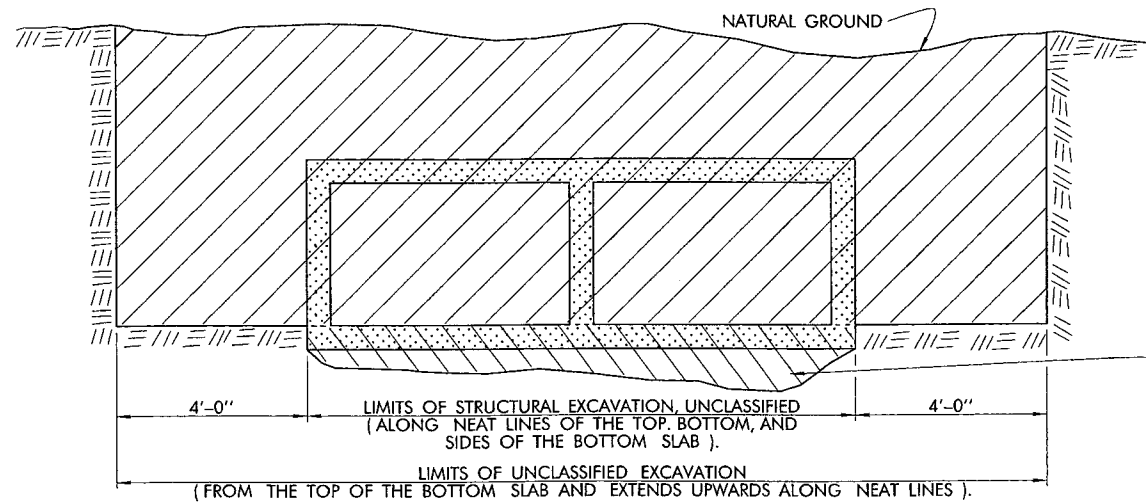 NATURAL GROUND
4'-0"
LIMITS OF STRUCTURAL EXCAVATION, UNCLASSIFIED
( ALONG NEAT LINES OF THE TOP. BOTTOM, AND
SIDES OF THE BOTTOM SLAB ).
4'-0"
LIMITS OF UNCLASSIFIED EXCAVATION
( FROM THE TOP OF THE BOTTOM SLAB AND EXTENDS UPWARDS ALONG NEAT LINES ).